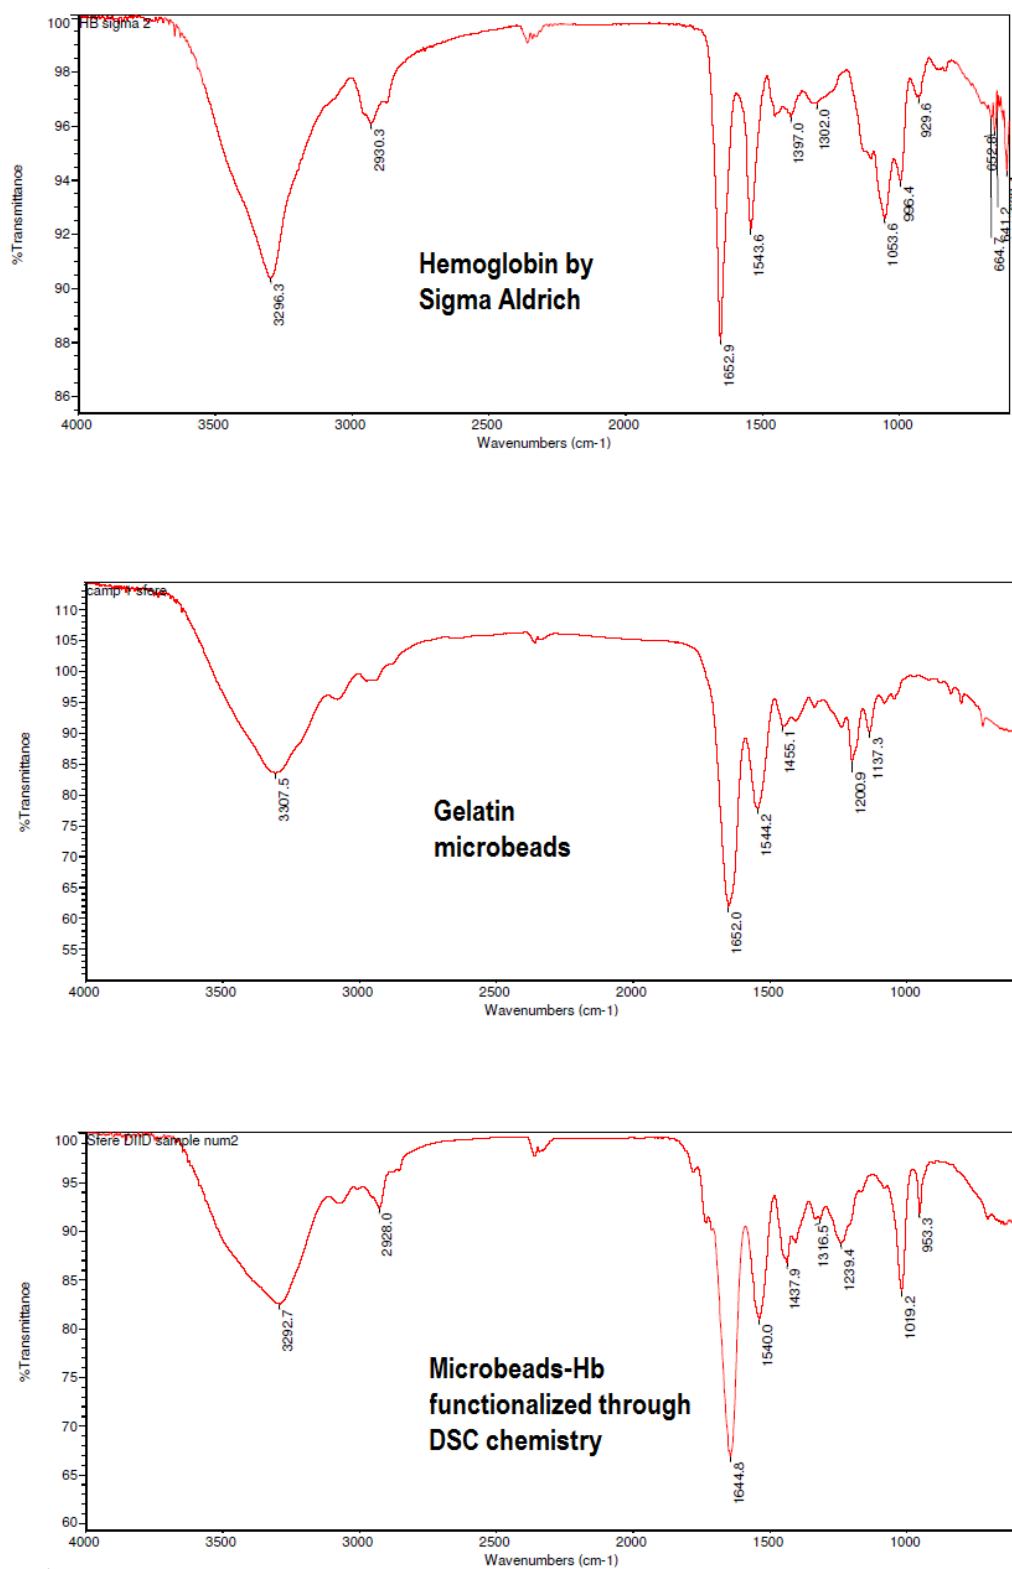 HB sigma 2
100
98
96
94
92
90
88
86
%Transmittance
3296.3
2930.3
1652.9
1543.6
1397.0
1302.0
1053.6
996.4
929.6
664.7
652.8
641.2
Hemoglobin by
Sigma Aldrich
4000 3500 3000 2500 2000 1500 1000
Wavenumbers (cm-1)
camp 1 sfere
110
105
100
95
90
85
80
75
70
65
60
55
%Transmittance
3307.5
1652.0
1544.2
1455.1
1200.9
1137.3
Gelatin
microbeads
4000 3500 3000 2500 2000 1500 1000
Wavenumbers (cm-1)
Sfere DIID sample num2
100
95
90
85
80
75
70
65
60
%Transmittance
3292.7
2928.0
1644.8
1540.0
1437.9
1316.5
1239.4
1019.2
953.3
Microbeads-Hb
functionalized through
DSC chemistry
4000 3500 3000 2500 2000 1500 1000
Wavenumbers (cm-1)